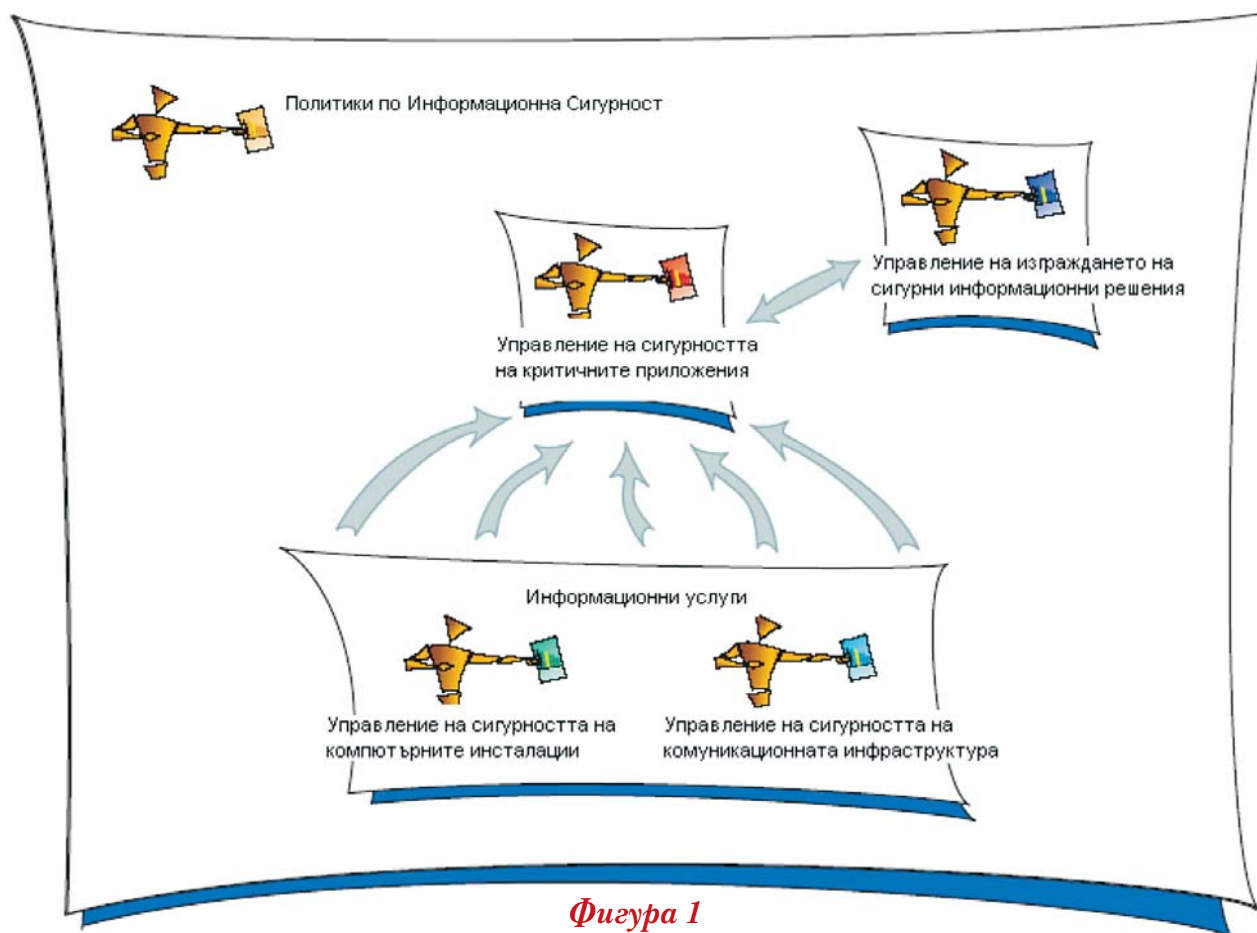 Политики по Информационна Сигурност
Управление на изграждането на
сигурни информационни решения
Управление на сигурността
на критичните приложения
Информационни услуги
Управление на сигурността на
компютърните инсталации
Управление на сигурността на
комуникационната инфраструктура
Фигура 1